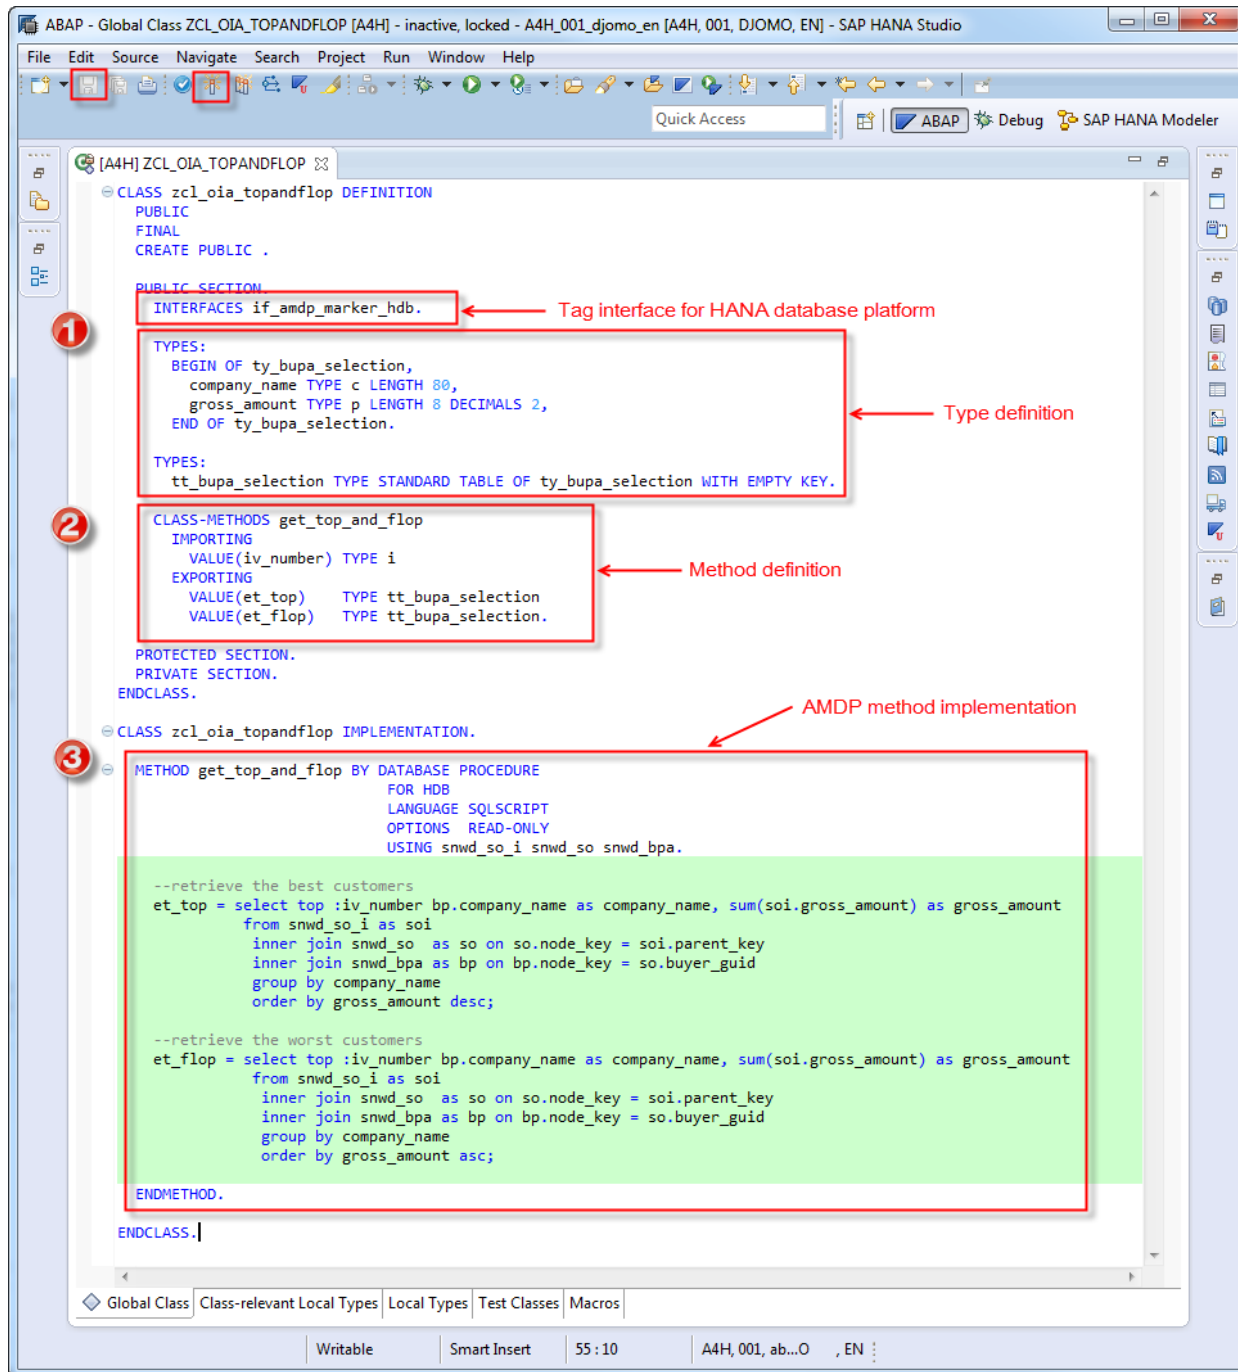 ABAP - Global Class ZCL_OIA_TOPANDFLOP [A4H] - inactive, locked - A4H_001_djomo_en [A4H, 001, DJOMO, EN] - SAP HANA Studio
File Edit Source Navigate Search Project Run Window Help
Quick Access
ABAP Debug SAP HANA Modeler
[A4H] ZCL_OIA_TOPANDFLOP
CLASS zcl_oia_topandflop DEFINITION
PUBLIC
FINAL
CREATE PUBLIC .
PUBLIC SECTION.
INTERFACES if_amdp_marker_hdb.
Tag interface for HANA database platform
1
TYPES:
BEGIN OF ty_bupa_selection,
company_name TYPE c LENGTH 80,
gross_amount TYPE p LENGTH 8 DECIMALS 2,
END OF ty_bupa_selection.
Type definition
TYPES:
tt_bupa_selection TYPE STANDARD TABLE OF ty_bupa_selection WITH EMPTY KEY.
2
CLASS-METHODS get_top_and_flop
IMPORTING
VALUE(iv_number) TYPE i
EXPORTING
VALUE(et_top) TYPE tt_bupa_selection
VALUE(et_flop) TYPE tt_bupa_selection.
Method definition
PROTECTED SECTION.
PRIVATE SECTION.
ENDCLASS.
AMDP method implementation
CLASS zcl_oia_topandflop IMPLEMENTATION.
3
METHOD get_top_and_flop BY DATABASE PROCEDURE
FOR HDB
LANGUAGE SQLSCRIPT
OPTIONS READ-ONLY
USING snwd_so_i snwd_so snwd_bpa.
--retrieve the best customers
et_top = select top :iv_number bp.company_name as company_name, sum(soi.gross_amount) as gross_amount
from snwd_so_i as soi
inner join snwd_so as so on so.node_key = soi.parent_key
inner join snwd_bpa as bp on bp.node_key = so.buyer_guid
group by company_name
order by gross_amount desc;
--retrieve the worst customers
et_flop = select top :iv_number bp.company_name as company_name, sum(soi.gross_amount) as gross_amount
from snwd_so_i as soi
inner join snwd_so as so on so.node_key = soi.parent_key
inner join snwd_bpa as bp on bp.node_key = so.buyer_guid
group by company_name
order by gross_amount asc;
ENDMETHOD.
ENDCLASS.
Global Class Class-relevant Local Types Local Types Test Classes Macros
Writable Smart Insert 55 : 10 A4H, 001, ab...O , EN